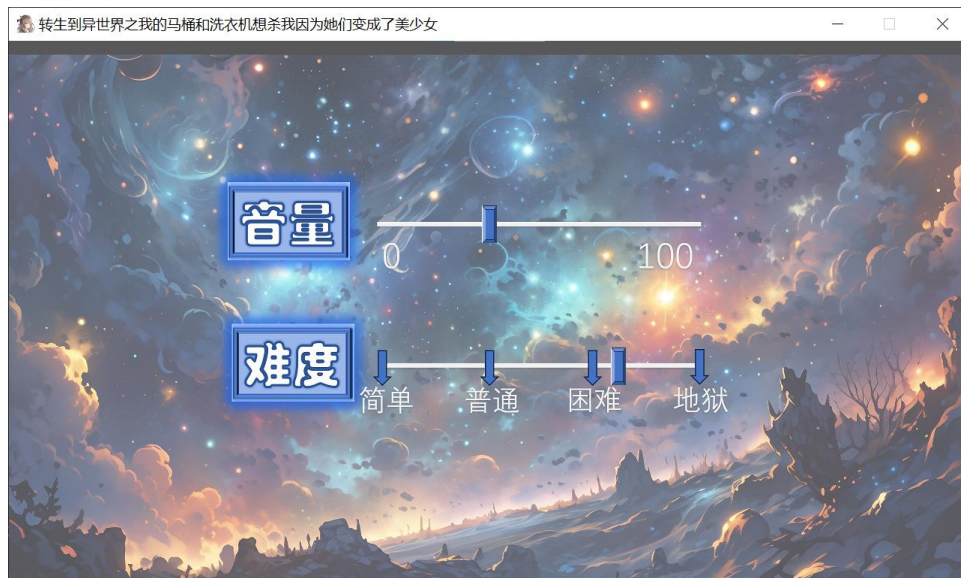 转生到异世界之我的马桶和洗衣机想杀我因为她们变成了美少女
音量
0 100
难度
简单 普通 困难 地狱